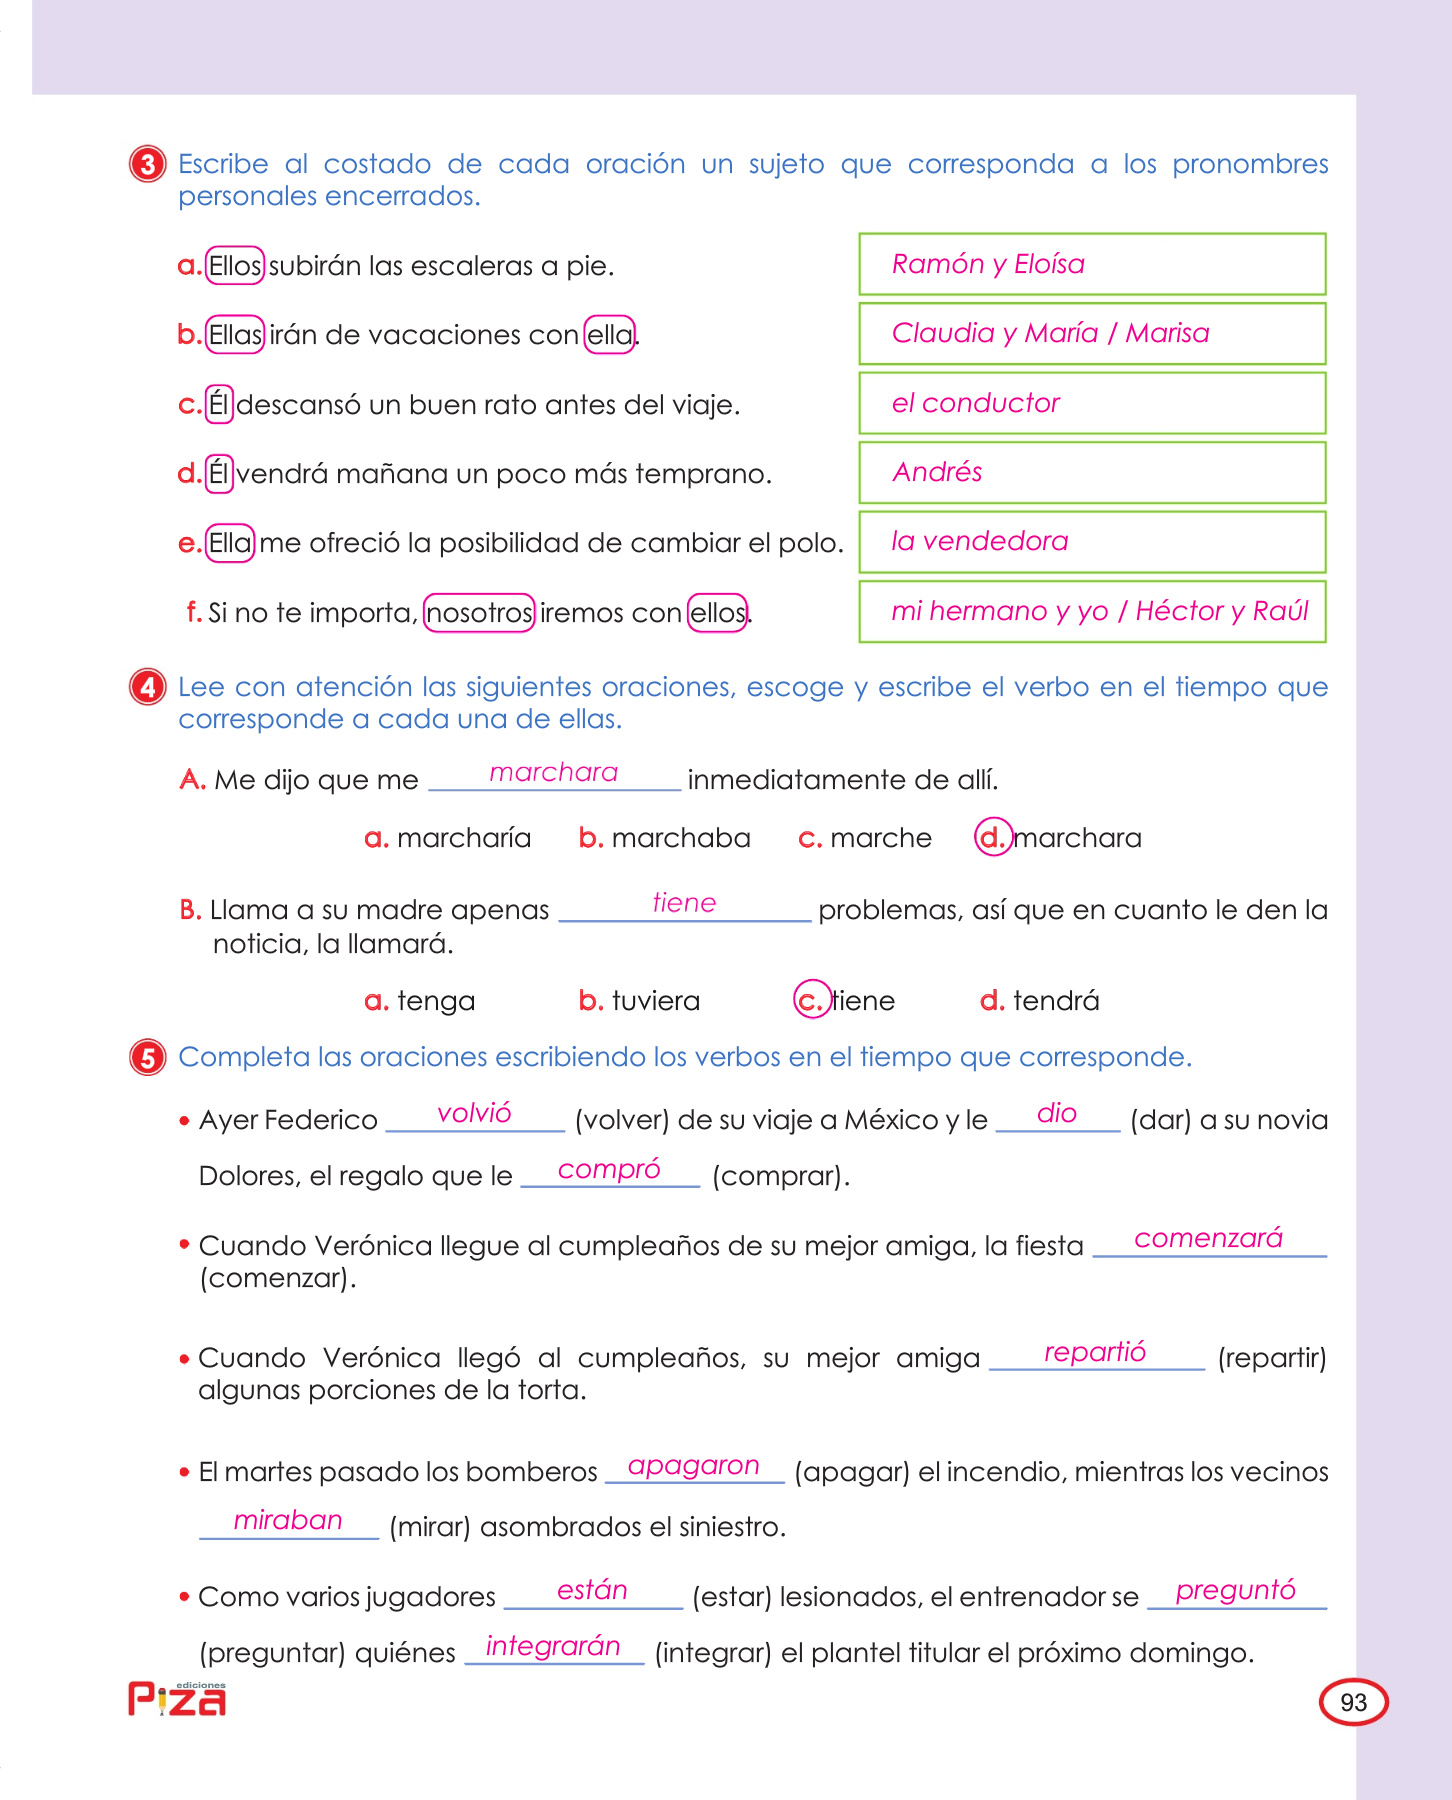 3 Escribe al costado de cada oración un sujeto que corresponda a los pronombres
personales encerrados.
a. Ellos subirán las escaleras a pie. Ramón y Eloísa
b. Ellas irán de vacaciones con ella. Claudia y María / Marisa
c. Él descansó un buen rato antes del viaje. el conductor
d. Él vendrá mañana un poco más temprano. Andrés
e. Ella me ofreció la posibilidad de cambiar el polo. la vendedora
f. Si no te importa, nosotros iremos con ellos. mi hermano y yo / Héctor y Raúl
4 Lee con atención las siguientes oraciones, escoge y escribe el verbo en el tiempo que
corresponde a cada una de ellas.
A. Me dijo que me marchara inmediatamente de allí.
a. marcharía b. marchaba c. marche d. marchara
B. Llama a su madre apenas tiene problemas, así que en cuanto le den la
noticia, la llamará.
a. tenga b. tuviera c. tiene d. tendrá
5 Completa las oraciones escribiendo los verbos en el tiempo que corresponde.
• Ayer Federico volvió (volver) de su viaje a México y le dio (dar) a su novia
Dolores, el regalo que le compró (comprar).
• Cuando Verónica llegue al cumpleaños de su mejor amiga, la fiesta comenzará
(comenzar).
• Cuando Verónica llegó al cumpleaños, su mejor amiga repartió (repartir)
algunas porciones de la torta.
• El martes pasado los bomberos apagaron (apagar) el incendio, mientras los vecinos
miraban (mirar) asombrados el siniestro.
• Como varios jugadores están (estar) lesionados, el entrenador se preguntó
(preguntar) quiénes integrarán (integrar) el plantel titular el próximo domingo.
ediciones
Piza
93